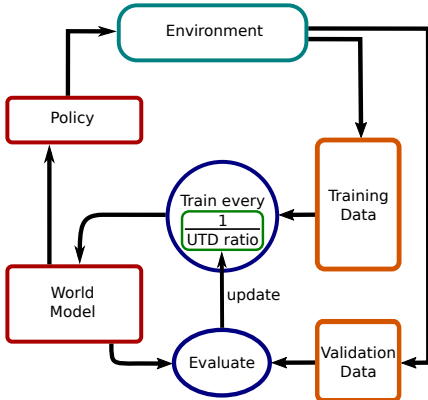 Environment
Policy
Training
Data
Train every
1
UTD ratio
World
Model
update
Evaluate
Validation
Data